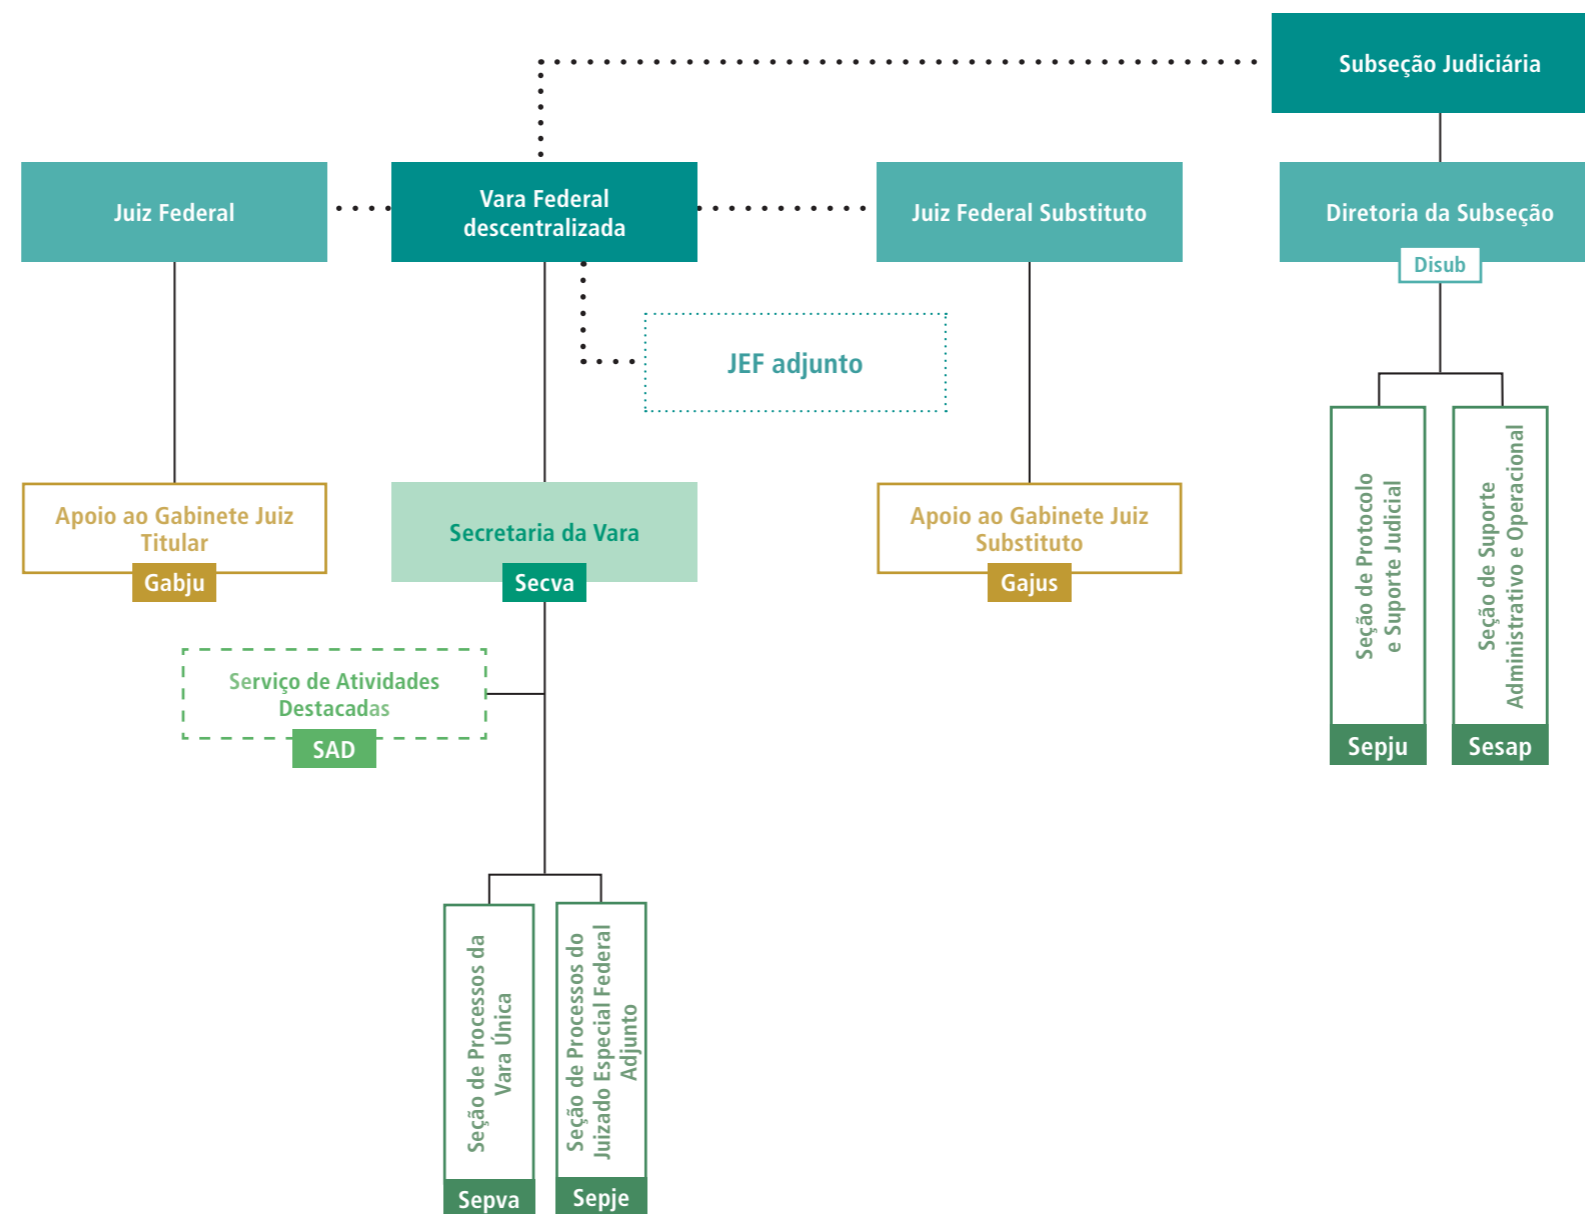 Subseção Judiciária
Juiz Federal
Vara Federal
descentralizada
Juiz Federal Substituto
Diretoria da Subseção
Disub
JEF adjunto
Apoio ao Gabinete Juiz
Titular
Gabju
Secretaria da Vara
Secva
Apoio ao Gabinete Juiz
Substituto
Gajus
Seção de Protocolo
e Suporte Judicial
Sepju
Seção de Suporte
Administrativo e Operacional
Sesap
Serviço de Atividades
Destacadas
SAD
Seção de Processos da
Vara Única
Sepva
Seção de Processos do
Juizado Especial Federal
Adjunto
Sepje